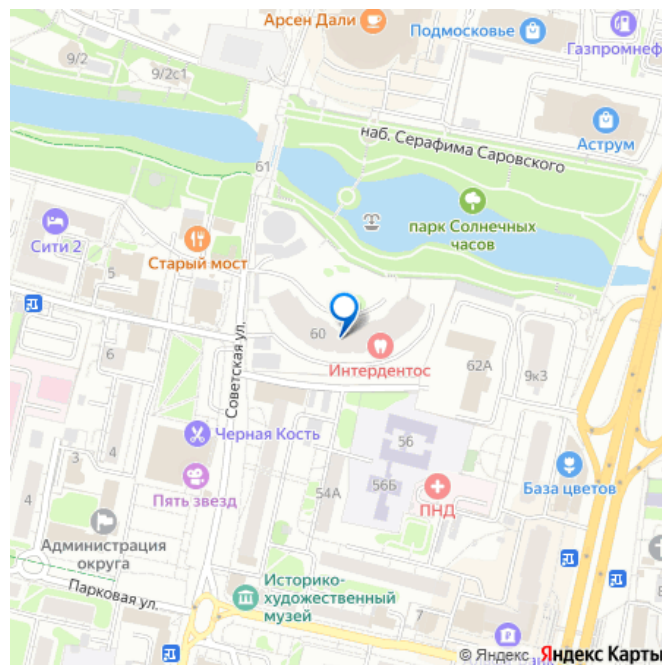 Арсен Дали
Подмосковье
Газпромнеф
9/2
9/2с1
наб. Серафима Саровского
Аструм
61
парк Солнечных
часов
Сити 2
Старый мост
5
60
Интердентос
62А
9к3
6
Советская ул.
Черная Кость
56
3
4
4
Пять звезд
54А
56Б
ПНД
База цветов
Администрация
округа
Парковая ул.
Историко-
художественный
музей
7
© Яндекс Яндекс Карты